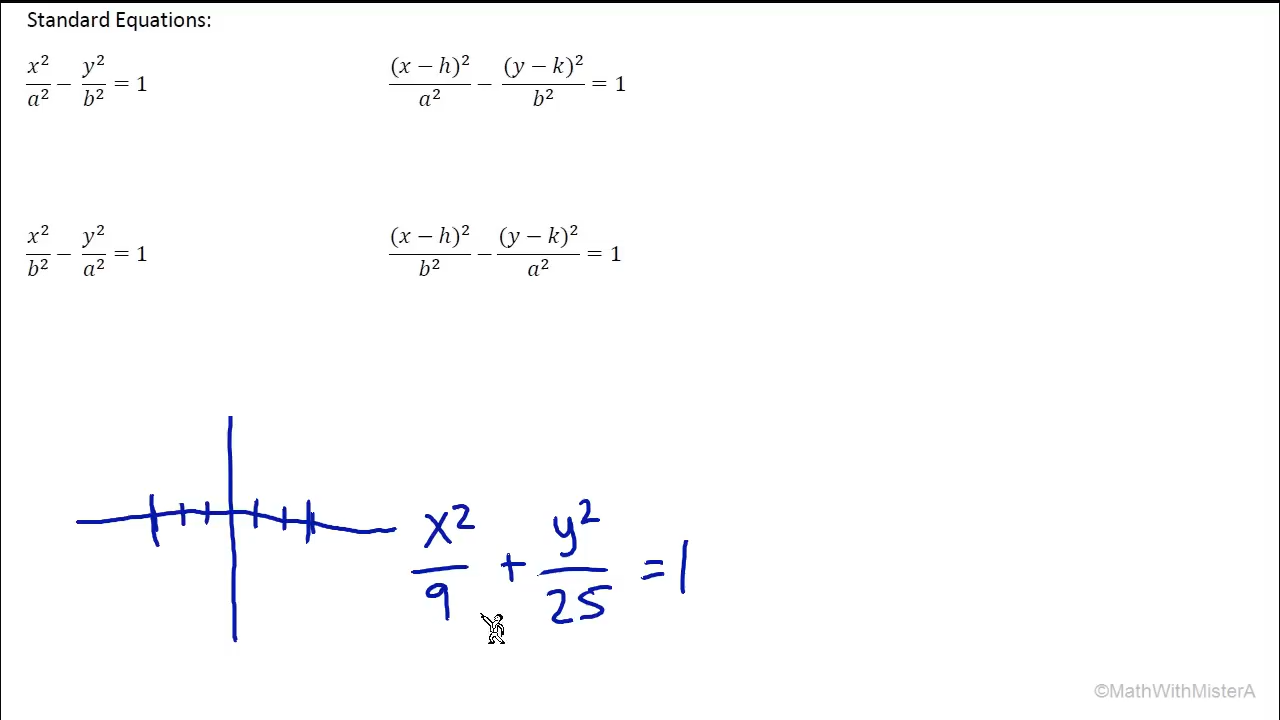 Standard Equations:
x²/a² − y²/b² = 1    (x − h)²/a² − (y − k)²/b² = 1
x²/b² − y²/a² = 1    (x − h)²/b² − (y − k)²/a² = 1
x²/9 + y²/25 = 1
©MathWithMisterA